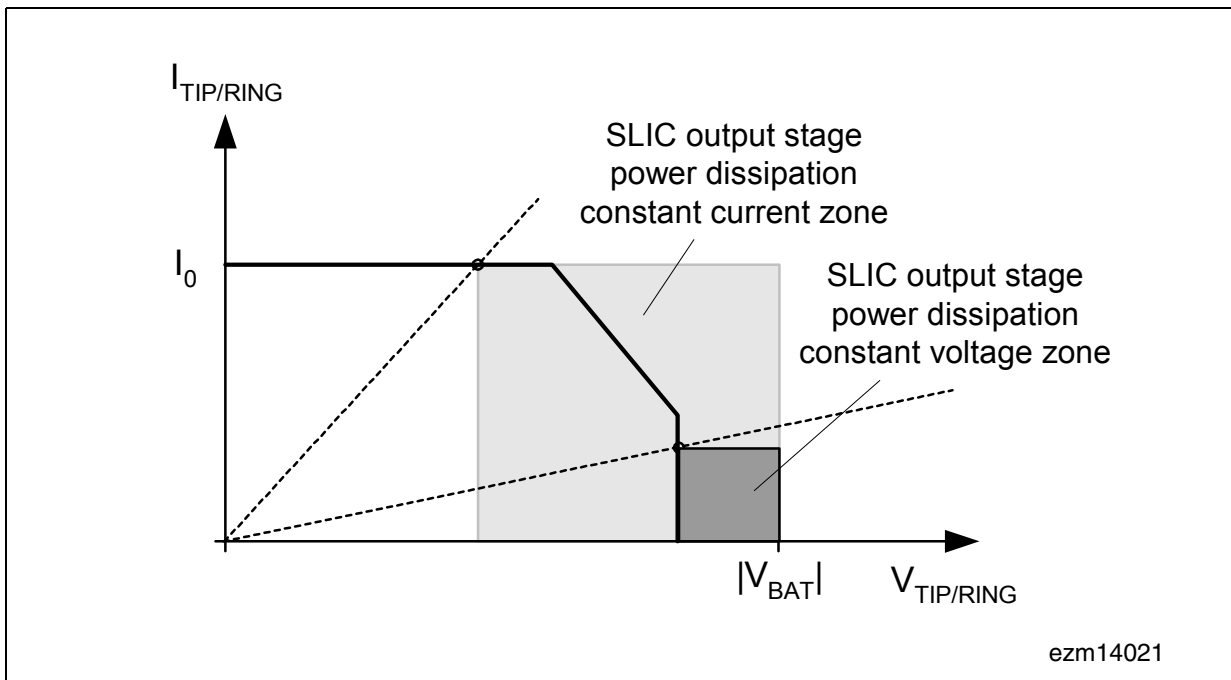 I_TIP/RING
SLIC output stage
power dissipation
constant current zone
I_0
SLIC output stage
power dissipation
constant voltage zone
|V_BAT|
V_TIP/RING
ezm14021